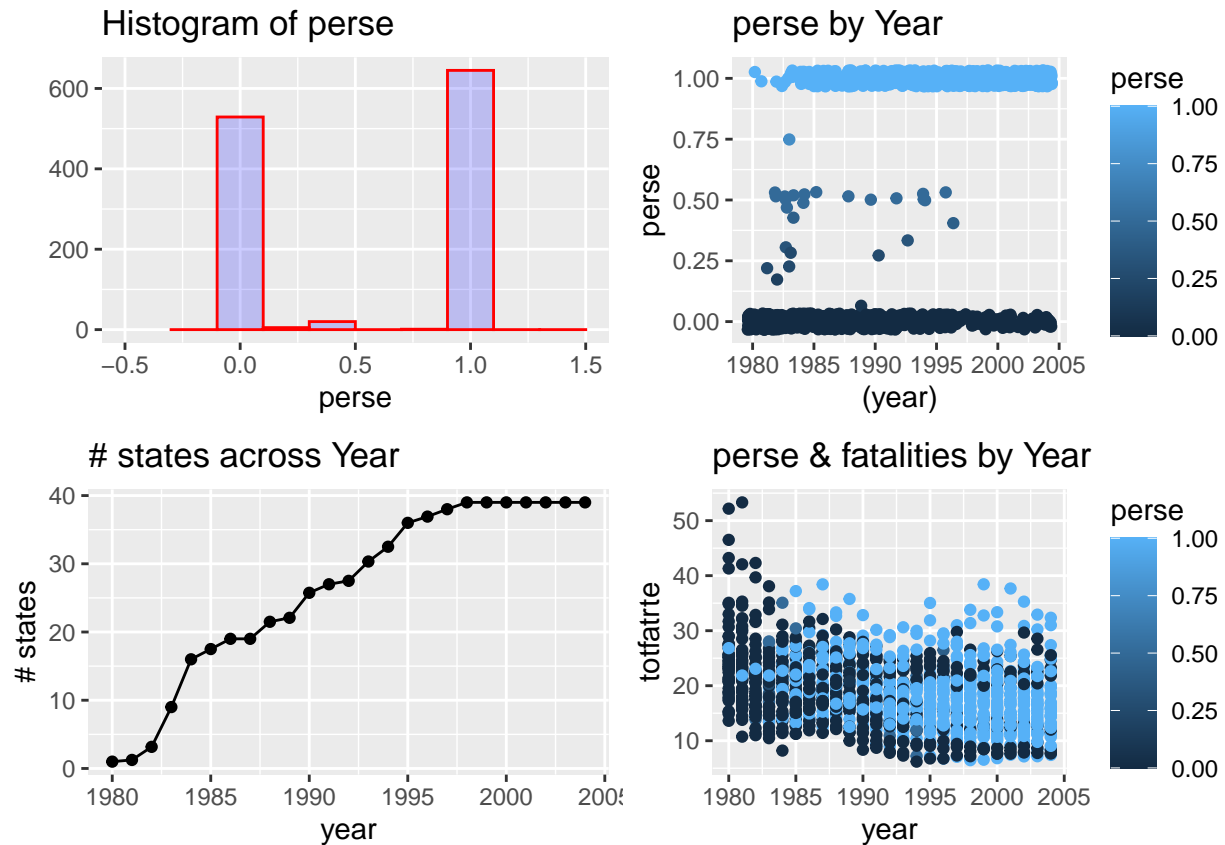 Histogram of perse
600
400
200
0
−0.5 0.0 0.5 1.0 1.5
perse
perse by Year
1.00
0.75
0.50
0.25
0.00
perse
1980 1985 1990 1995 2000 2005
(year)
perse
1.00
0.75
0.50
0.25
0.00
# states across Year
40
30
20
10
0
# states
1980 1985 1990 1995 2000 2005
year
perse & fatalities by Year
50
40
30
20
10
totfatrte
1980 1985 1990 1995 2000 2005
year
perse
1.00
0.75
0.50
0.25
0.00